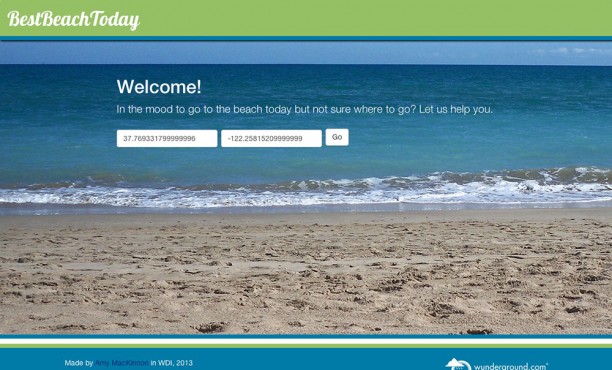 BestBeachToday
Welcome!
In the mood to go to the beach today but not sure where to go? Let us help you.
37.769331799999996 -122.25815209999999 Go
Made by Amy MacKinnon in WDI, 2013 wunderground.com®